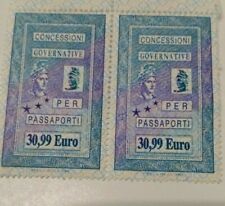 CONCESSIONI
GOVERNATIVE
PER
PASSAPORTI
30,99 Euro
CONCESSIONI
GOVERNATIVE
PER
PASSAPORTI
30,99 Euro